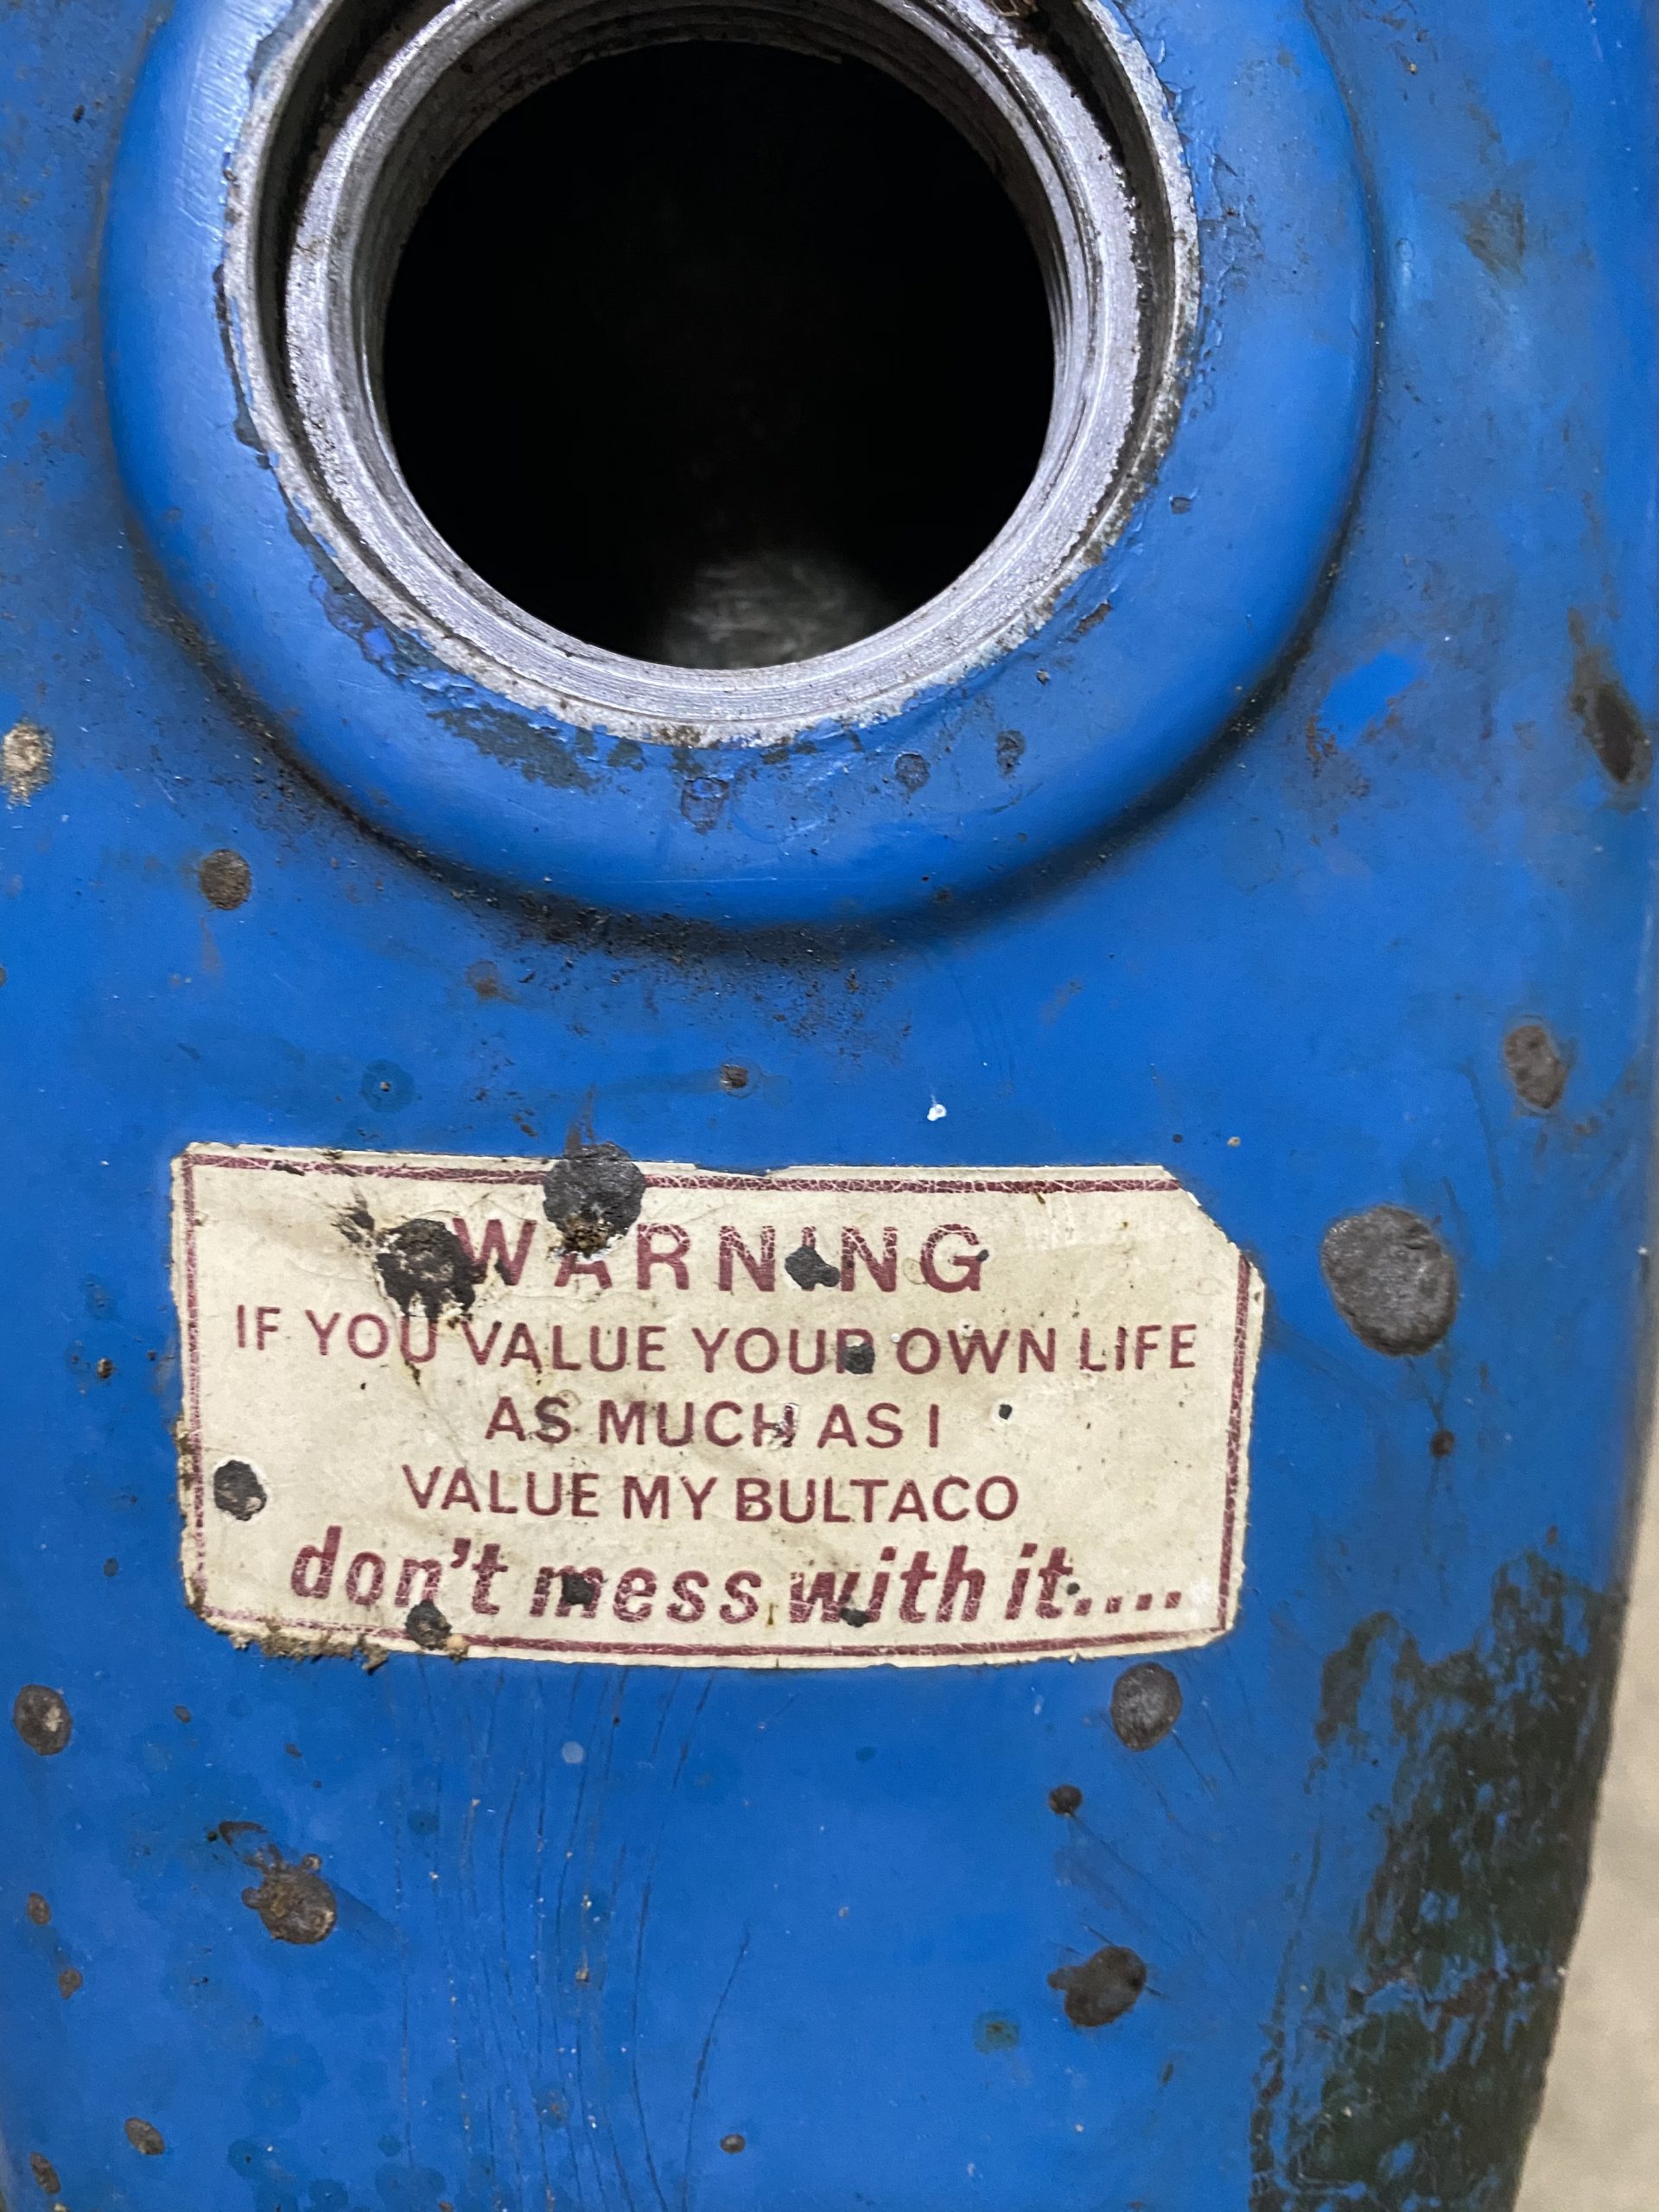 WARNING
IF YOU VALUE YOUR OWN LIFE
AS MUCH AS I
VALUE MY BULTACO
don't mess with it....